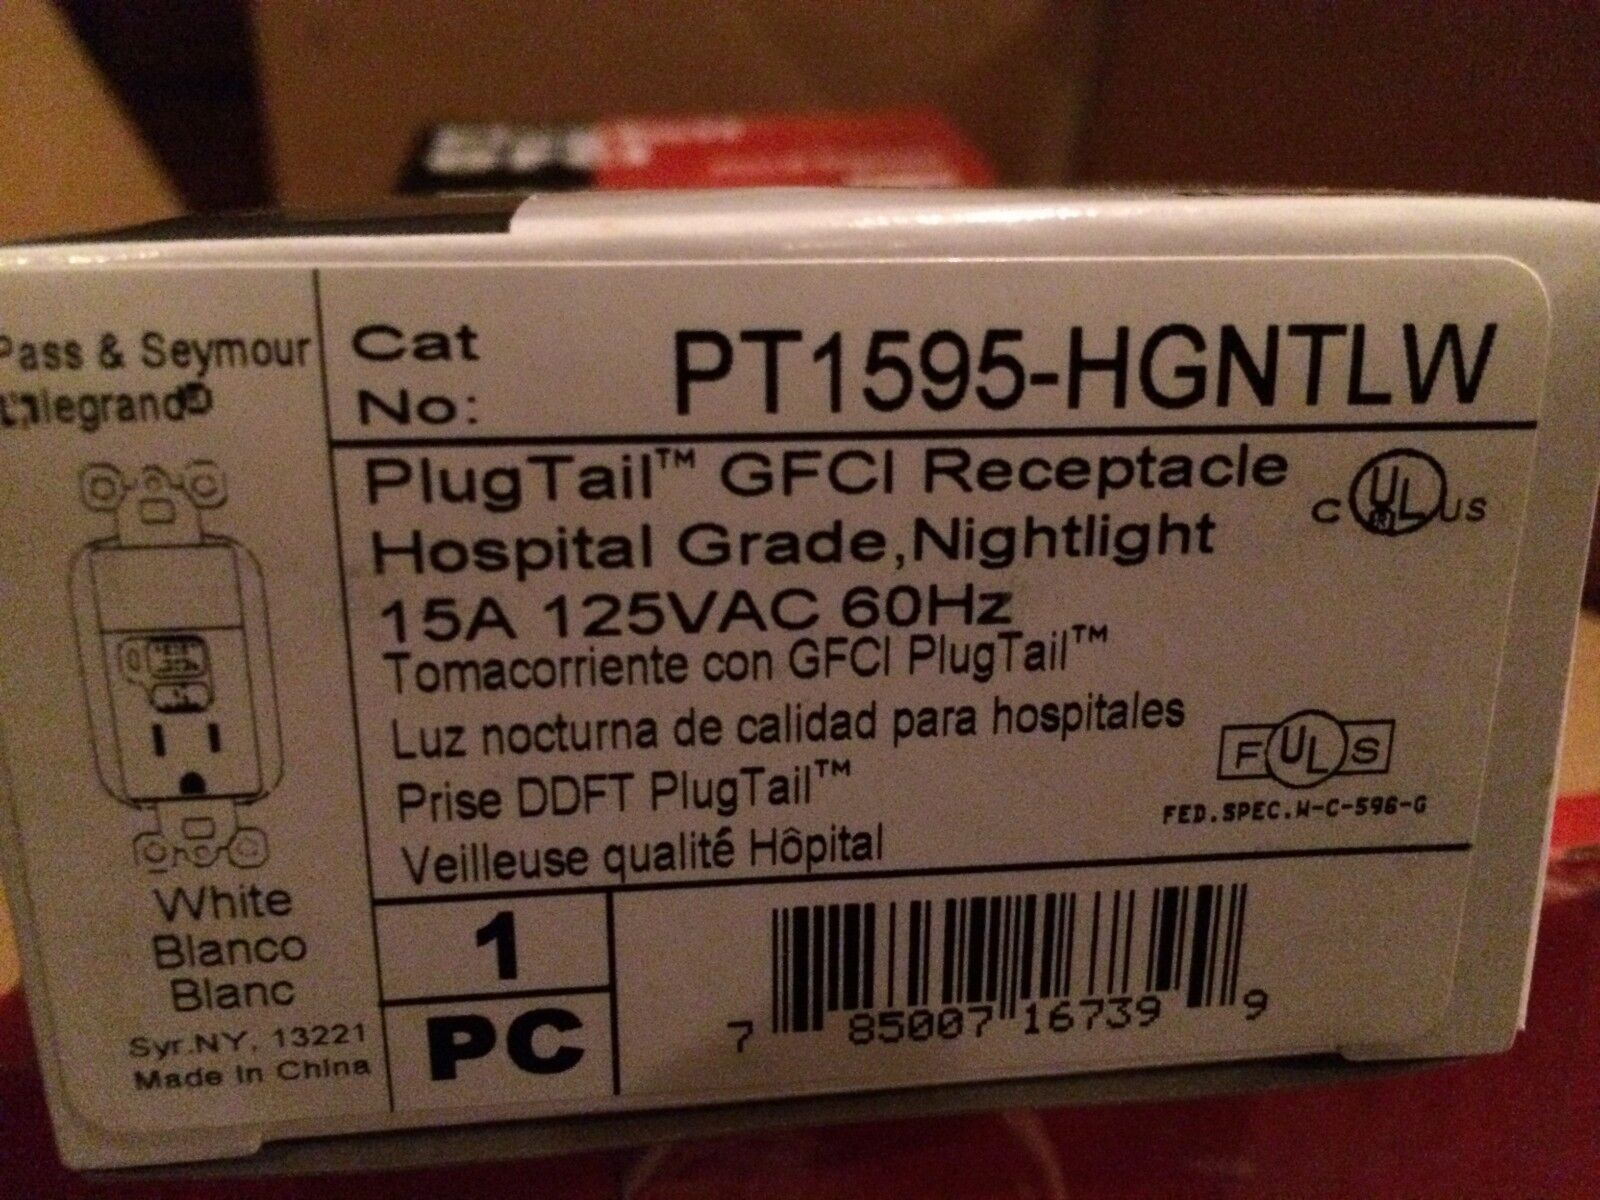 Pass & Seymour
legrand
Cat
No:
PT1595-HGNTLW
PlugTail™ GFCI Receptacle
Hospital Grade,Nightlight
15A 125VAC 60Hz
Tomacorriente con GFCI PlugTail™
Luz nocturna de calidad para hospitales
Prise DDFT PlugTail™
Veilleuse qualité Hôpital
C UL US
F UL S
FED.SPEC.W-C-596-G
White
Blanco
Blanc
Syr.NY, 13221
Made In China
1
PC
7 85007 16739 9